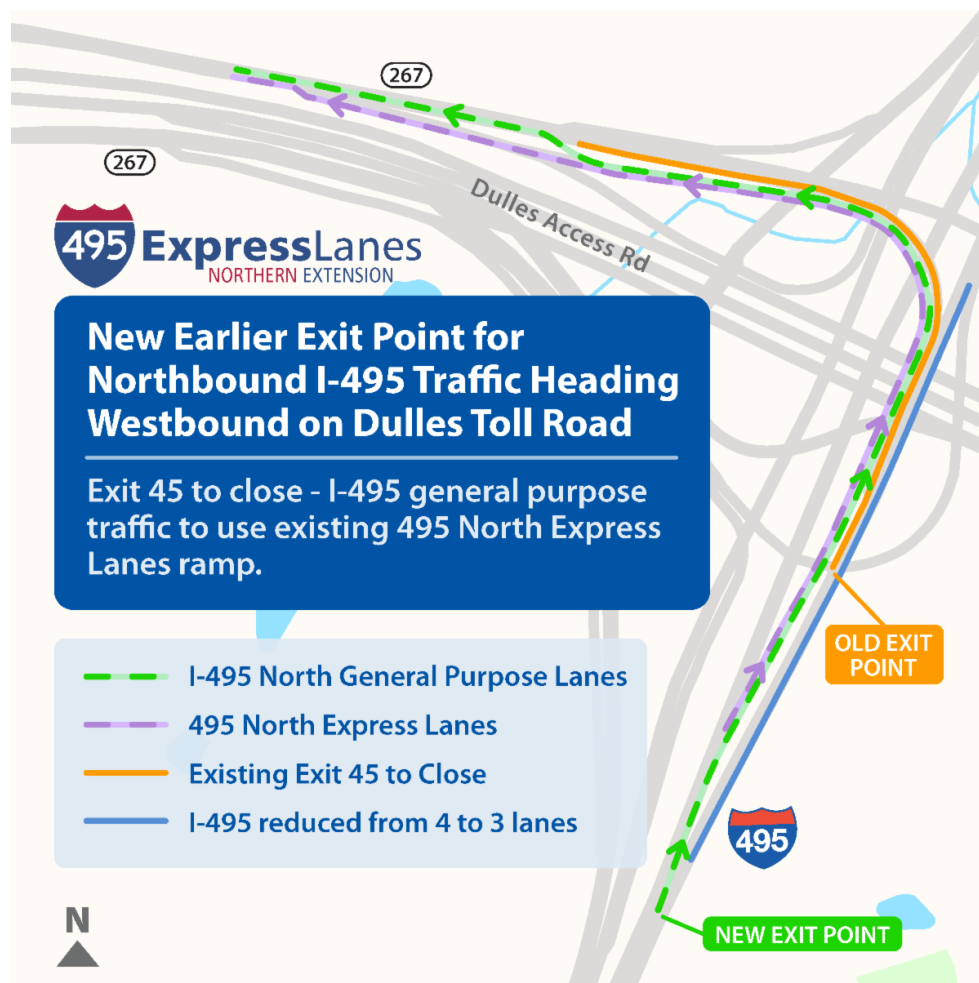 267
267
Dulles Access Rd
495 ExpressLanes
NORTHERN EXTENSION
New Earlier Exit Point for
Northbound I-495 Traffic Heading
Westbound on Dulles Toll Road
Exit 45 to close - I-495 general purpose
traffic to use existing 495 North Express
Lanes ramp.
OLD EXIT
POINT
I-495 North General Purpose Lanes
495 North Express Lanes
Existing Exit 45 to Close
I-495 reduced from 4 to 3 lanes
495
N
NEW EXIT POINT